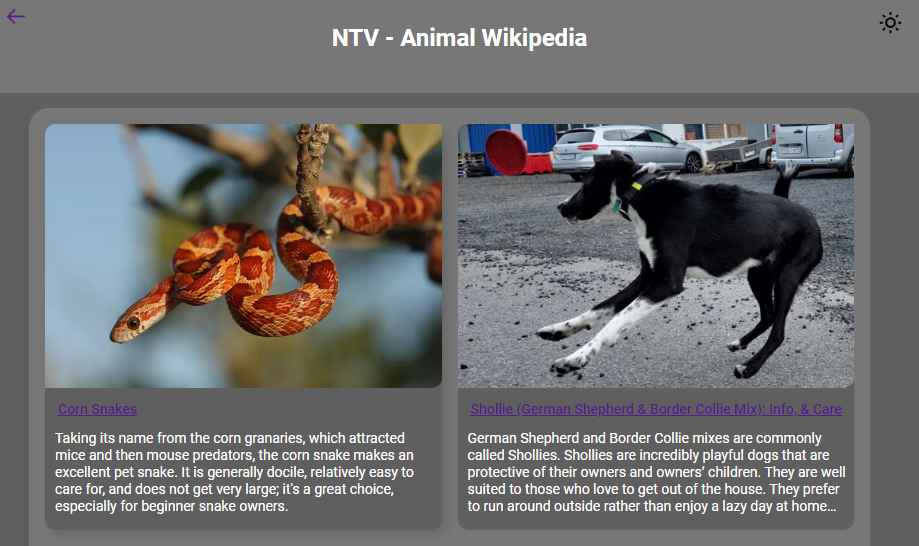 NTV - Animal Wikipedia
Corn Snakes
Taking its name from the corn granaries, which attracted
mice and then mouse predators, the corn snake makes an
excellent pet snake. It is generally docile, relatively easy to
care for, and does not get very large; it's a great choice,
especially for beginner snake owners.
Shollie (German Shepherd & Border Collie Mix): Info, & Care
German Shepherd and Border Collie mixes are commonly
called Shollies. Shollies are incredibly playful dogs that are
protective of their owners and owners’ children. They are well
suited to those who love to get out of the house. They prefer
to run around outside rather than enjoy a lazy day at home…